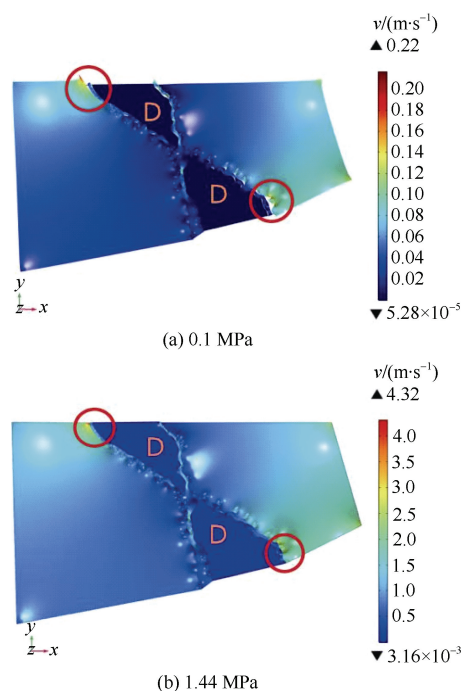 v/(m·s⁻¹)
▲ 0.22
0.20
0.18
0.16
0.14
0.12
0.10
0.08
0.06
0.04
0.02
▼ 5.28×10⁻⁵
D
D
y
z x
(a) 0.1 MPa
v/(m·s⁻¹)
▲ 4.32
4.0
3.5
3.0
2.5
2.0
1.5
1.0
0.5
▼ 3.16×10⁻³
D
D
y
z x
(b) 1.44 MPa